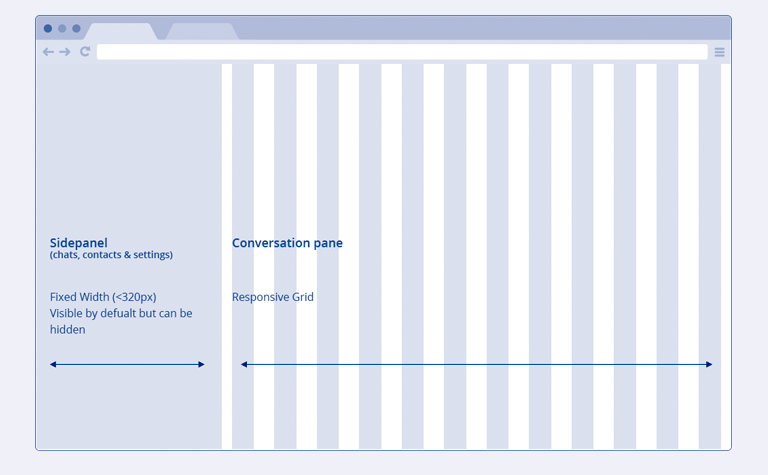 Sidepanel
(chats, contacts & settings)
Fixed Width (<320px)
Visible by defualt but can be
hidden
Conversation pane
Responsive Grid